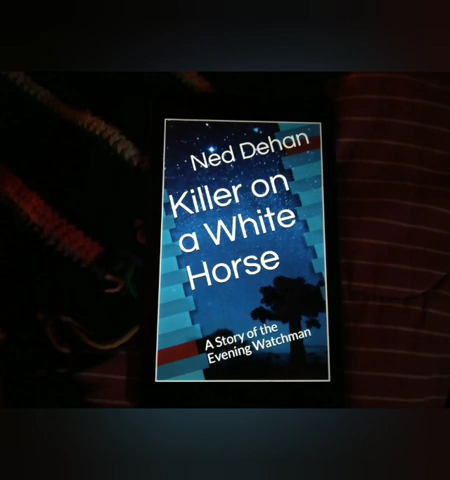 Ned Dehan
Killer on
a White
Horse
A Story of the
Evening Watchman